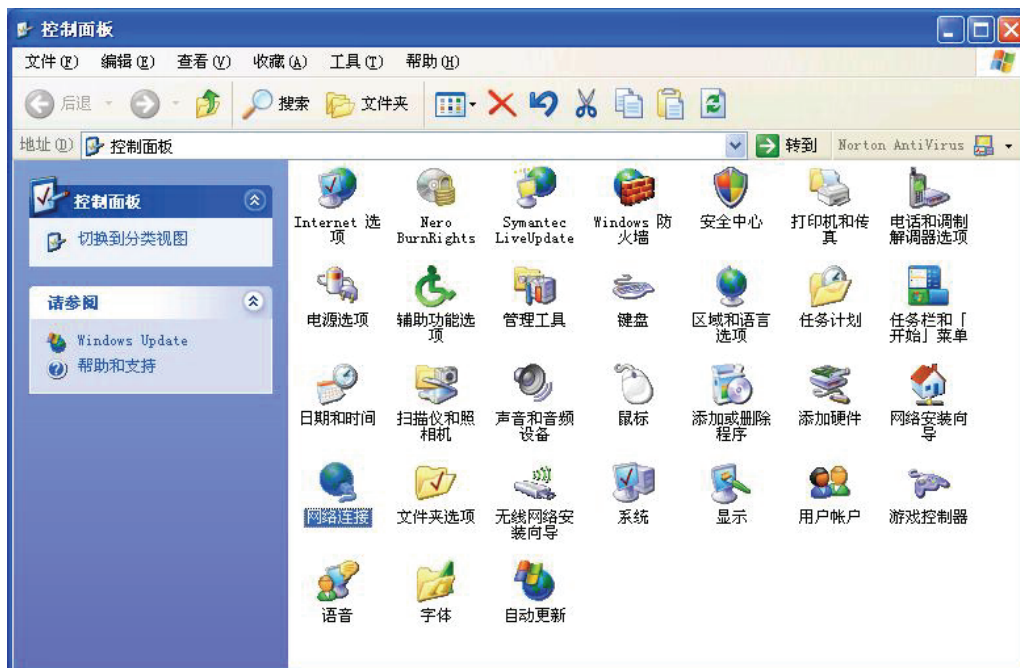 控制面板
文件(F) 编辑(E) 查看(V) 收藏(A) 工具(T) 帮助(H)
后退 搜索 文件夹
地址(D) 控制面板 转到 Norton AntiVirus
控制面板
切换到分类视图
请参阅
Windows Update
帮助和支持
Internet 选
项
Nero
BurnRights
Symantec
LiveUpdate
Windows 防
火墙
安全中心
打印机和传
真
电话和调制
解调器选项
电源选项
辅助功能选
项
管理工具
键盘
区域和语言
选项
任务计划
任务栏和「
开始」菜单
日期和时间
扫描仪和照
相机
声音和音频
设备
鼠标
添加或删除
程序
添加硬件
网络安装向
导
网络连接
文件夹选项
无线网络安
装向导
系统
显示
用户帐户
游戏控制器
语音
字体
自动更新